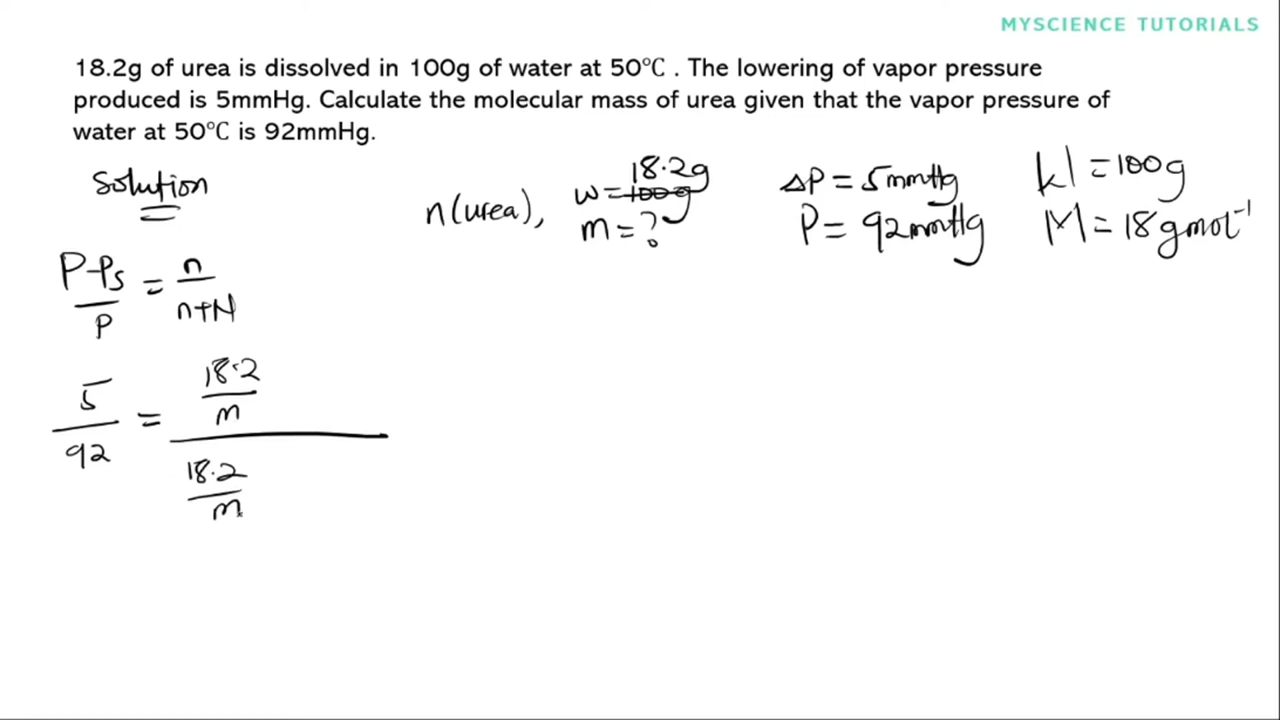 MYSCIENCE TUTORIALS
18.2g of urea is dissolved in 100g of water at 50°C . The lowering of vapor pressure
produced is 5mmHg. Calculate the molecular mass of urea given that the vapor pressure of
water at 50°C is 92mmHg.
Solution
n(urea), w = 100g 18.2g
m = ?
ΔP = 5mmHg
P = 92mmHg
W = 100g
M = 18gmol⁻¹
P-Ps/P = n/n+N
5/92 = 18.2/m
18.2/m